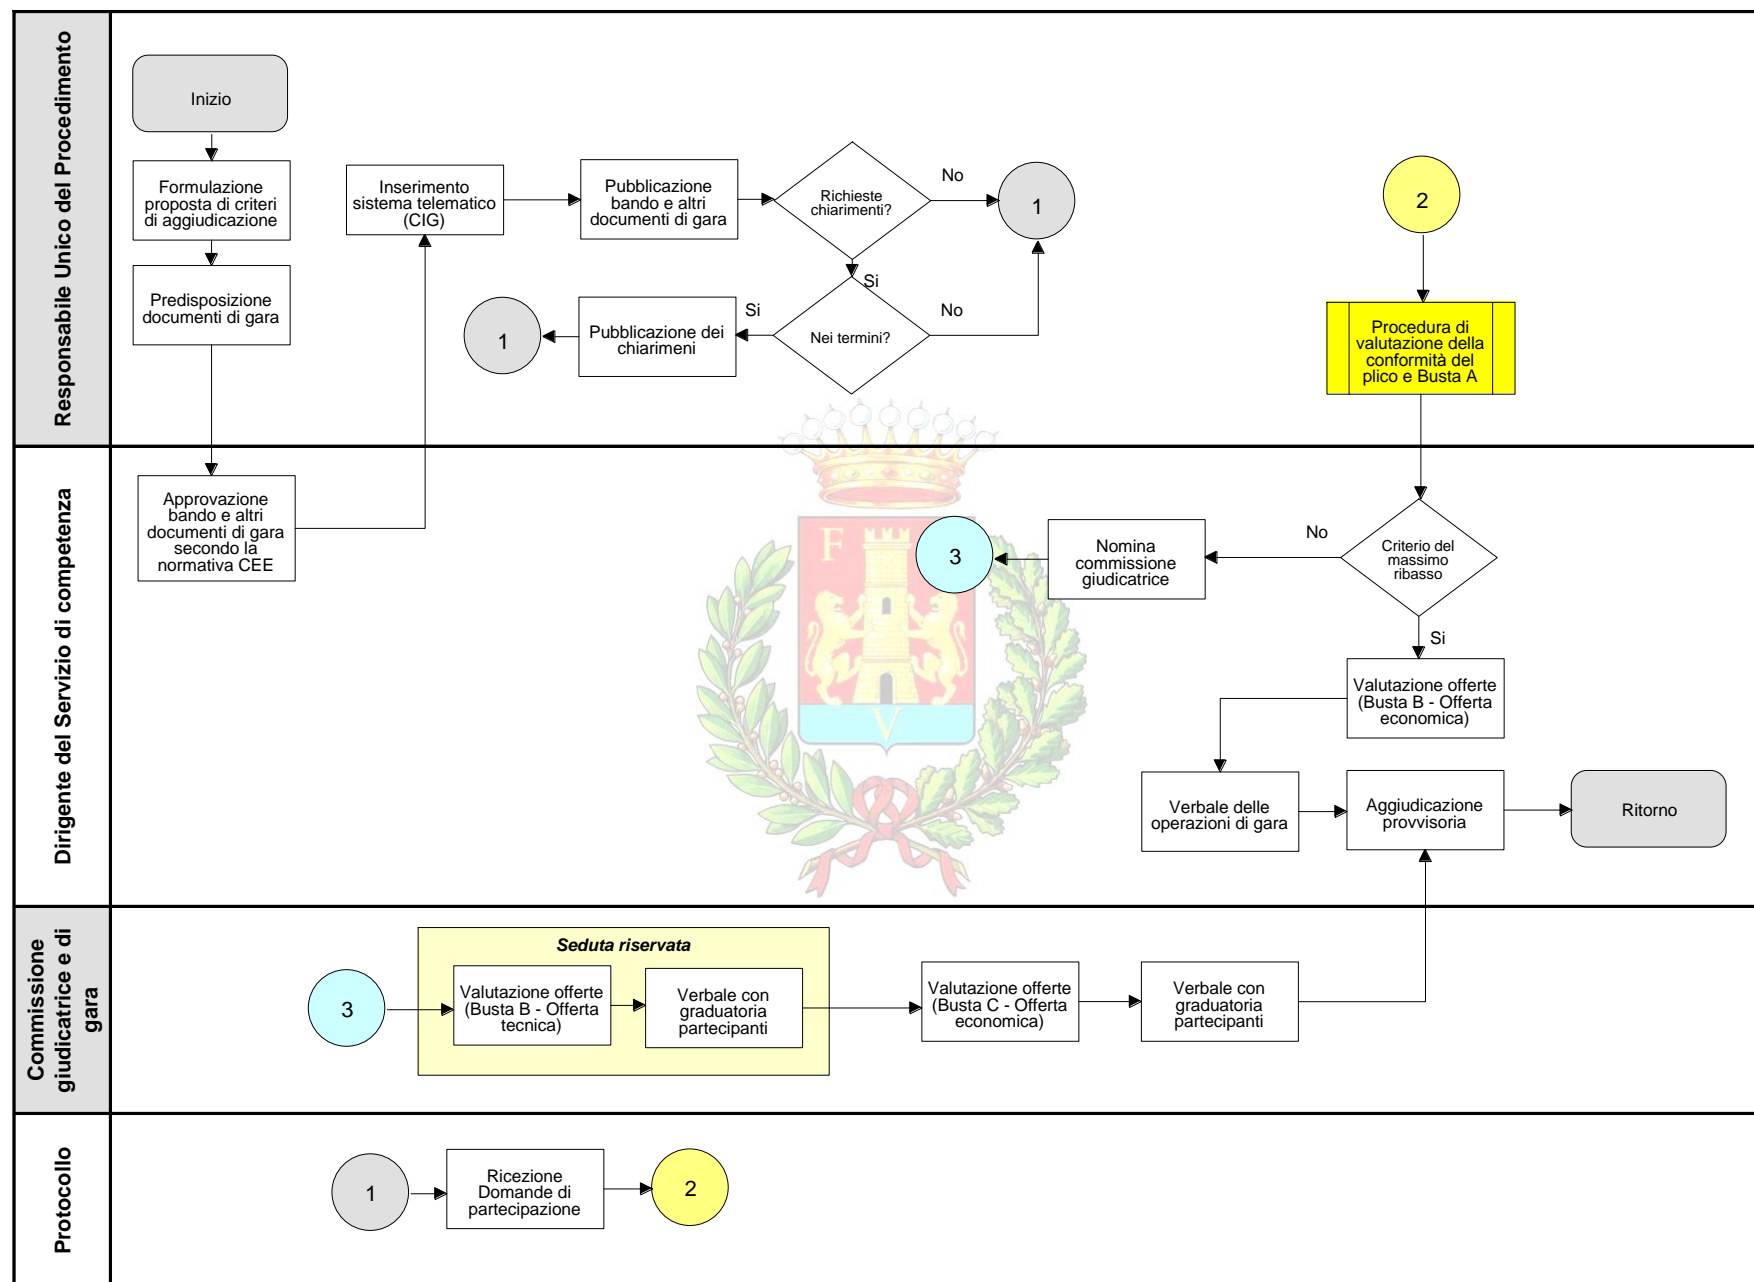 Responsabile Unico del Procedimento
Inizio
Formulazione
proposta di criteri
di aggiudicazione
Predisposizione
documenti di gara
Inserimento
sistema telematico
(CIG)
Pubblicazione
bando e altri
documenti di gara
Richieste
chiarimenti?
No
1
Si
Nei termini?
No
Si
Pubblicazione dei
chiarimeni
1
2
Procedura di
valutazione della
conformità del
plico e Busta A
Dirigente del Servizio di competenza
Approvazione
bando e altri
documenti di gara
secondo la
normativa CEE
F
V
3
Nomina
commissione
giudicatrice
No
Criterio del
massimo
ribasso
Si
Valutazione offerte
(Busta B - Offerta
economica)
Verbale delle
operazioni di gara
Aggiudicazione
provvisoria
Ritorno
Commissione
giudicatrice e di
gara
3
Seduta riservata
Valutazione offerte
(Busta B - Offerta
tecnica)
Verbale con
graduatoria
partecipanti
Valutazione offerte
(Busta C - Offerta
economica)
Verbale con
graduatoria
partecipanti
Protocollo
1
Ricezione
Domande di
partecipazione
2